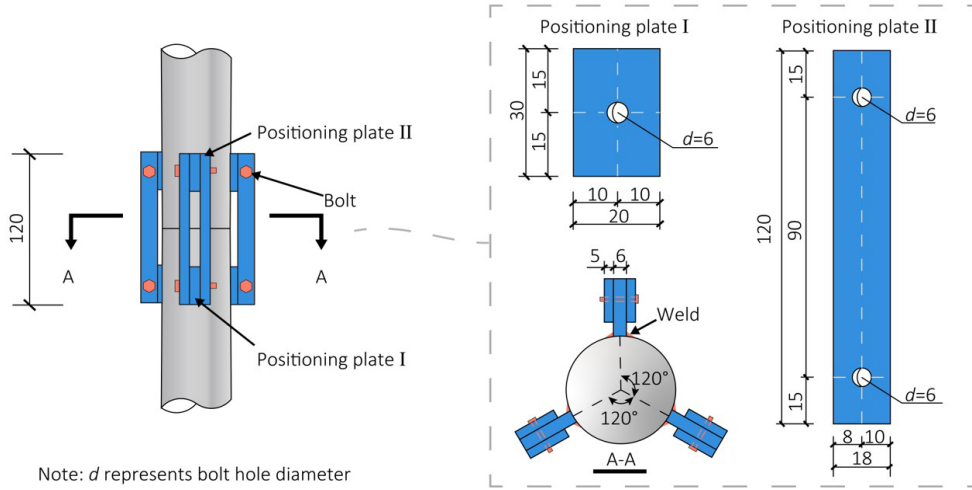 Positioning plate II
Bolt
120
A
A
Positioning plate I
Note: d represents bolt hole diameter
Positioning plate I
30
15
15
d=6
10
10
20
5
6
Weld
120°
120°
A-A
Positioning plate II
120
15
90
15
d=6
d=6
8
10
18